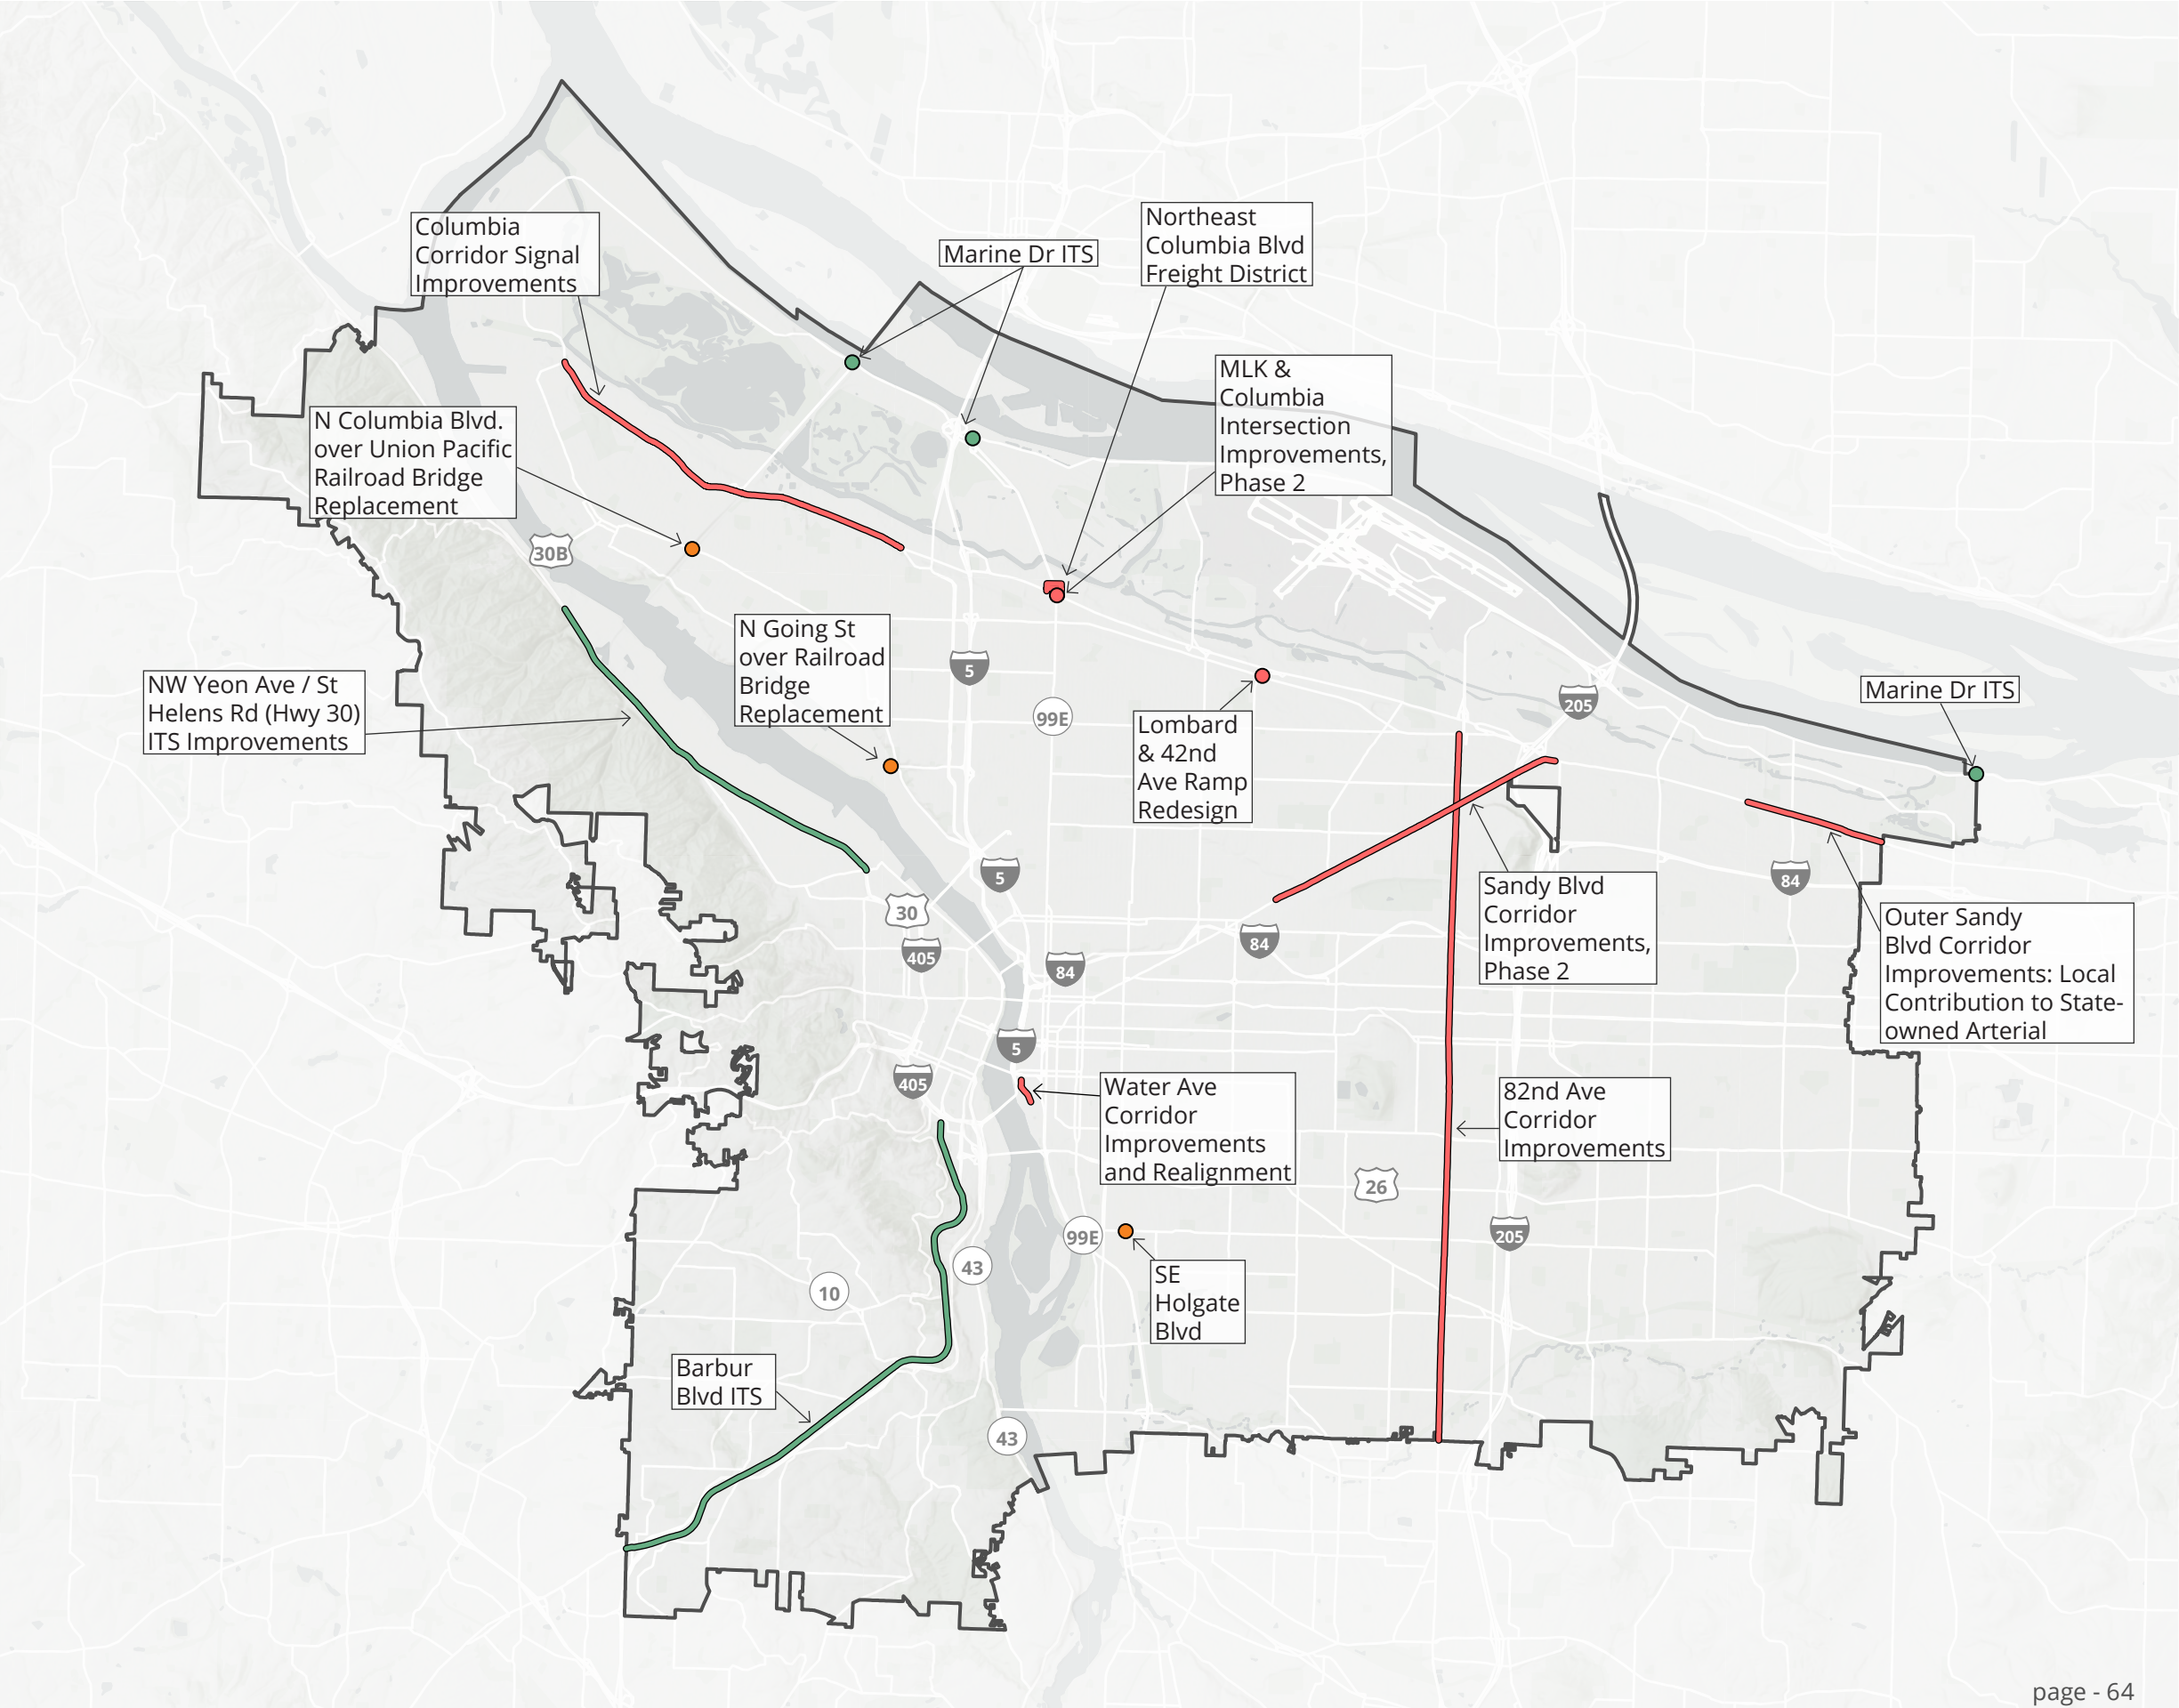 Columbia
Corridor Signal
Improvements
Marine Dr ITS
Northeast
Columbia Blvd
Freight District
MLK &
Columbia
Intersection
Improvements,
Phase 2
N Columbia Blvd.
over Union Pacific
Railroad Bridge
Replacement
30B
N Going St
over Railroad
Bridge
Replacement
5
99E
NW Yeon Ave / St
Helens Rd (Hwy 30)
ITS Improvements
Lombard
& 42nd
Ave Ramp
Redesign
205
Marine Dr ITS
5
30
405
84
84
Sandy Blvd
Corridor
Improvements,
Phase 2
84
Outer Sandy
Blvd Corridor
Improvements: Local
Contribution to State-
owned Arterial
5
405
Water Ave
Corridor
Improvements
and Realignment
82nd Ave
Corridor
Improvements
26
99E
205
43
10
SE
Holgate
Blvd
Barbur
Blvd ITS
43
page - 64